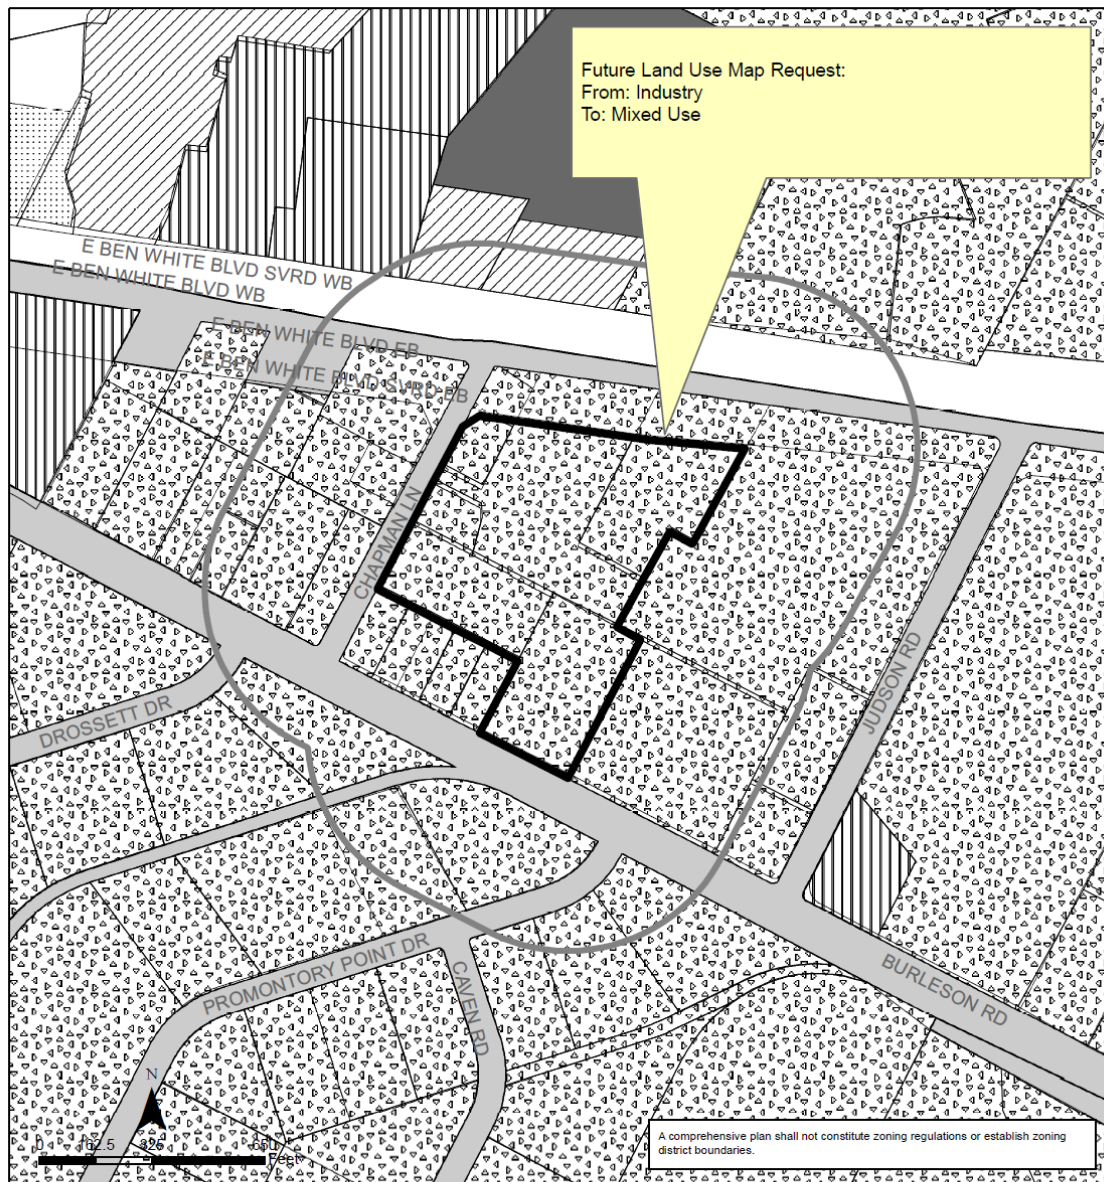 Future Land Use Map Request:
From: Industry
To: Mixed Use
E BEN WHITE BLVD SVRD WB
E BEN WHITE BLVD WB
E BEN WHITE BLVD EB
E BEN WHITE BLVD SVRD EB
CHAPMAN LN
JUDSON RD
DROSSETT DR
BURLESON RD
PROMONTORY POINT DR
CAVEN RD
N
0 162.5 325 650
Feet
A comprehensive plan shall not constitute zoning regulations or establish zoning
district boundaries.